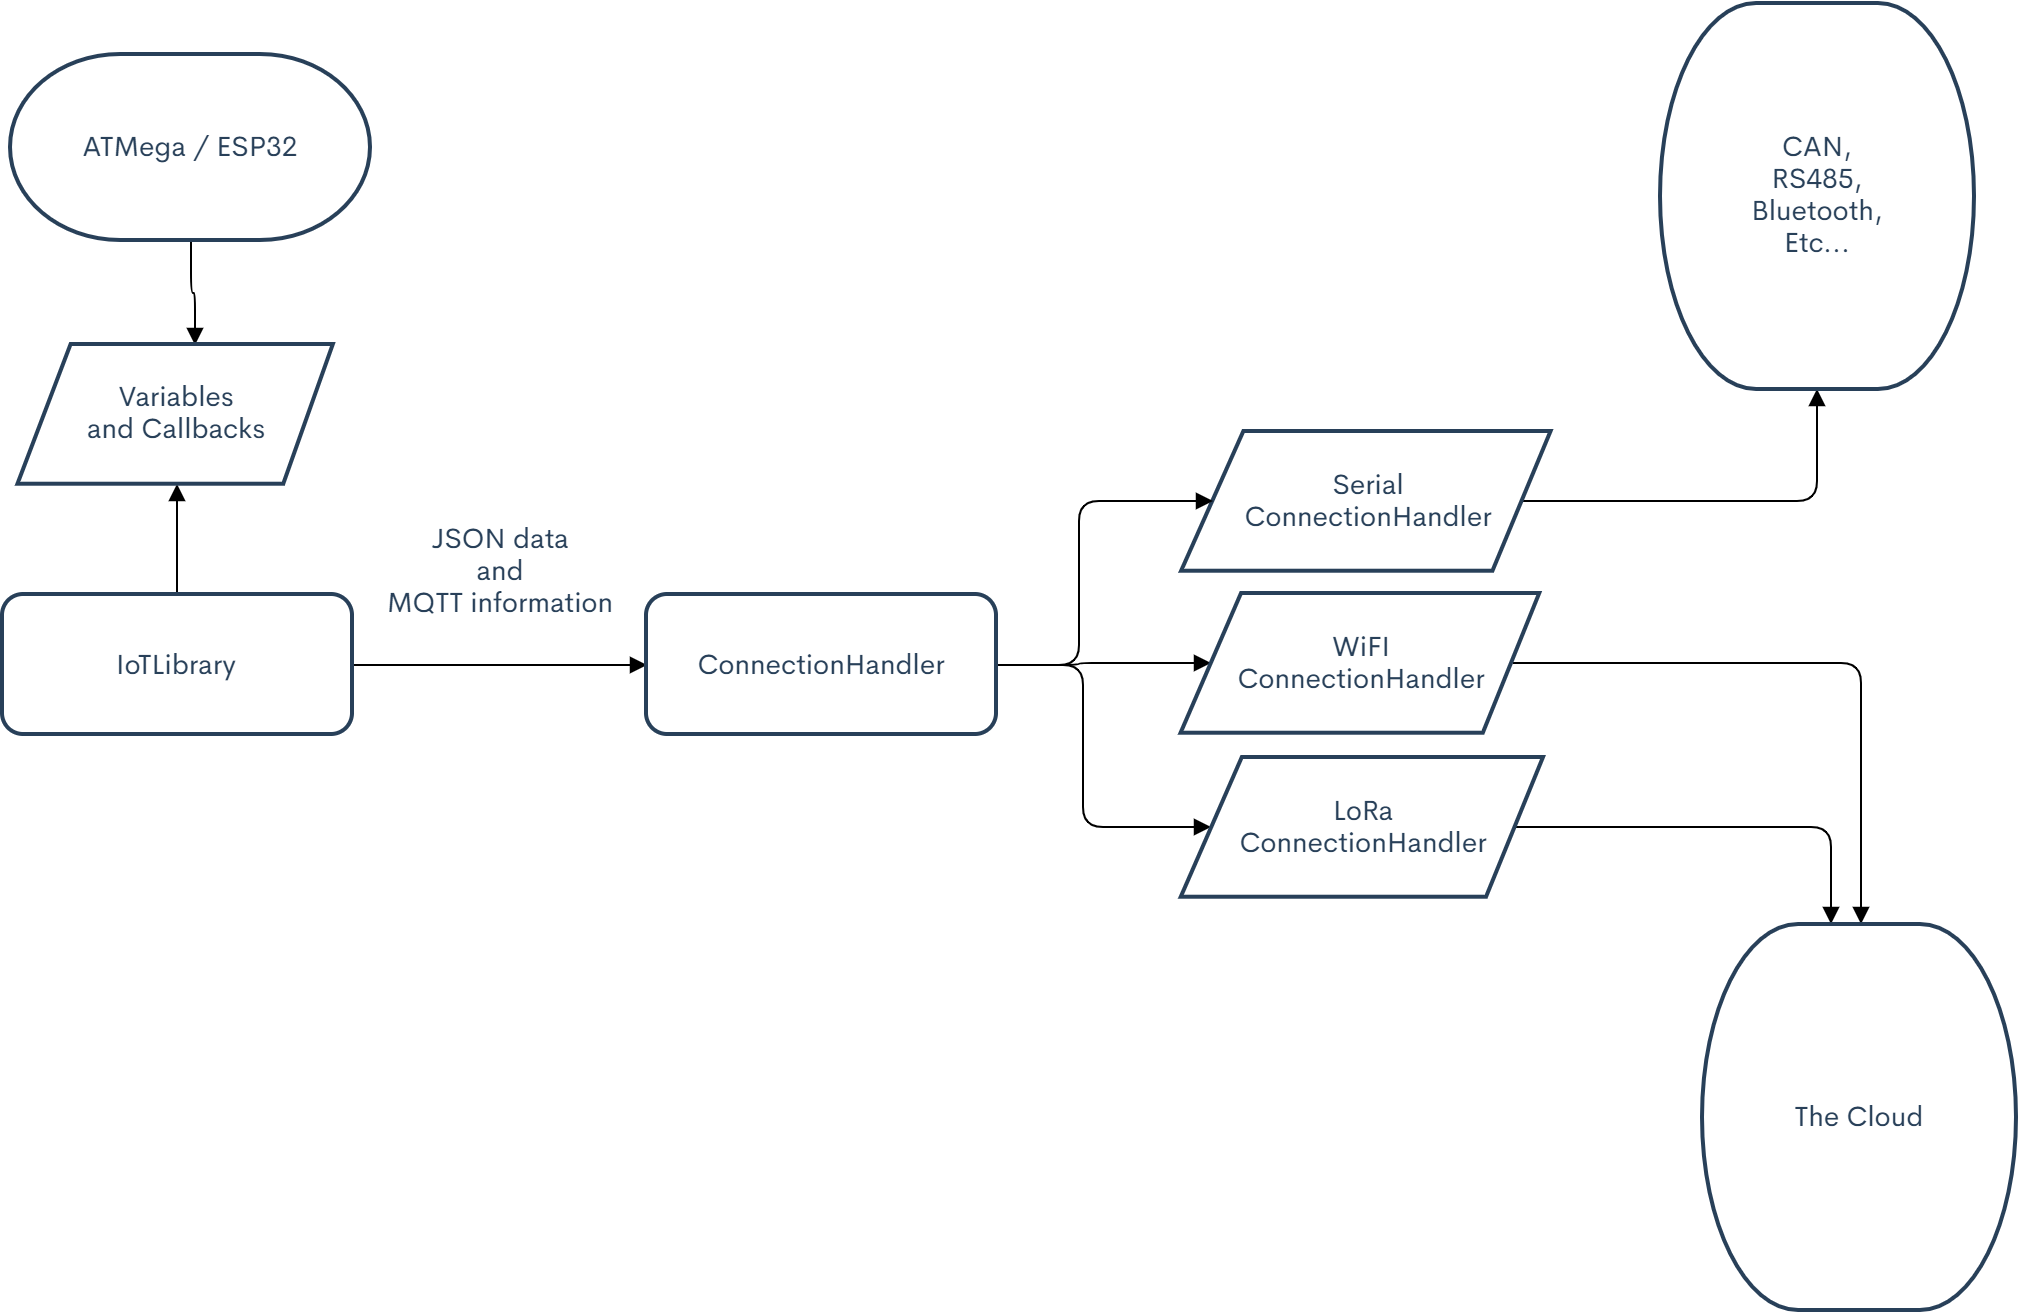 ATMega / ESP32
Variables
and Callbacks
JSON data
and
MQTT information
IoTLibrary
ConnectionHandler
Serial
ConnectionHandler
WiFI
ConnectionHandler
LoRa
ConnectionHandler
CAN,
RS485,
Bluetooth,
Etc...
The Cloud